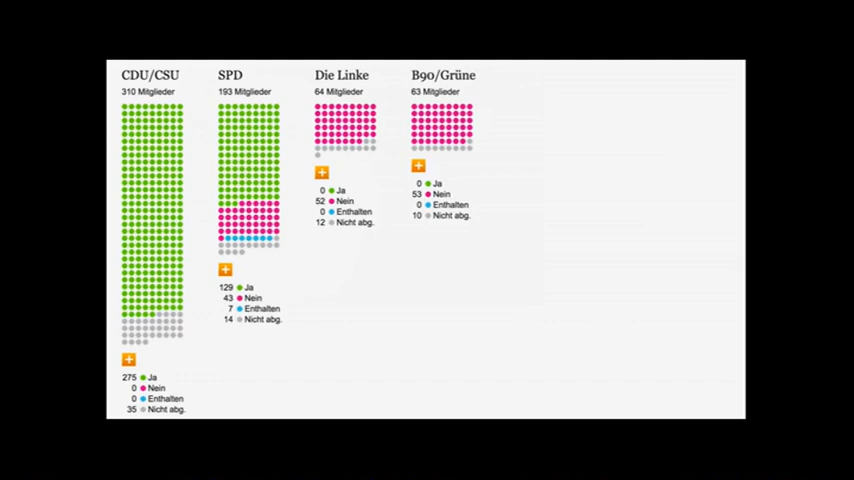 CDU/CSU
310 Mitglieder
275 Ja
0 Nein
0 Enthalten
35 Nicht abg.
SPD
193 Mitglieder
129 Ja
43 Nein
7 Enthalten
14 Nicht abg.
Die Linke
64 Mitglieder
0 Ja
52 Nein
0 Enthalten
12 Nicht abg.
B90/Grüne
63 Mitglieder
0 Ja
53 Nein
0 Enthalten
10 Nicht abg.